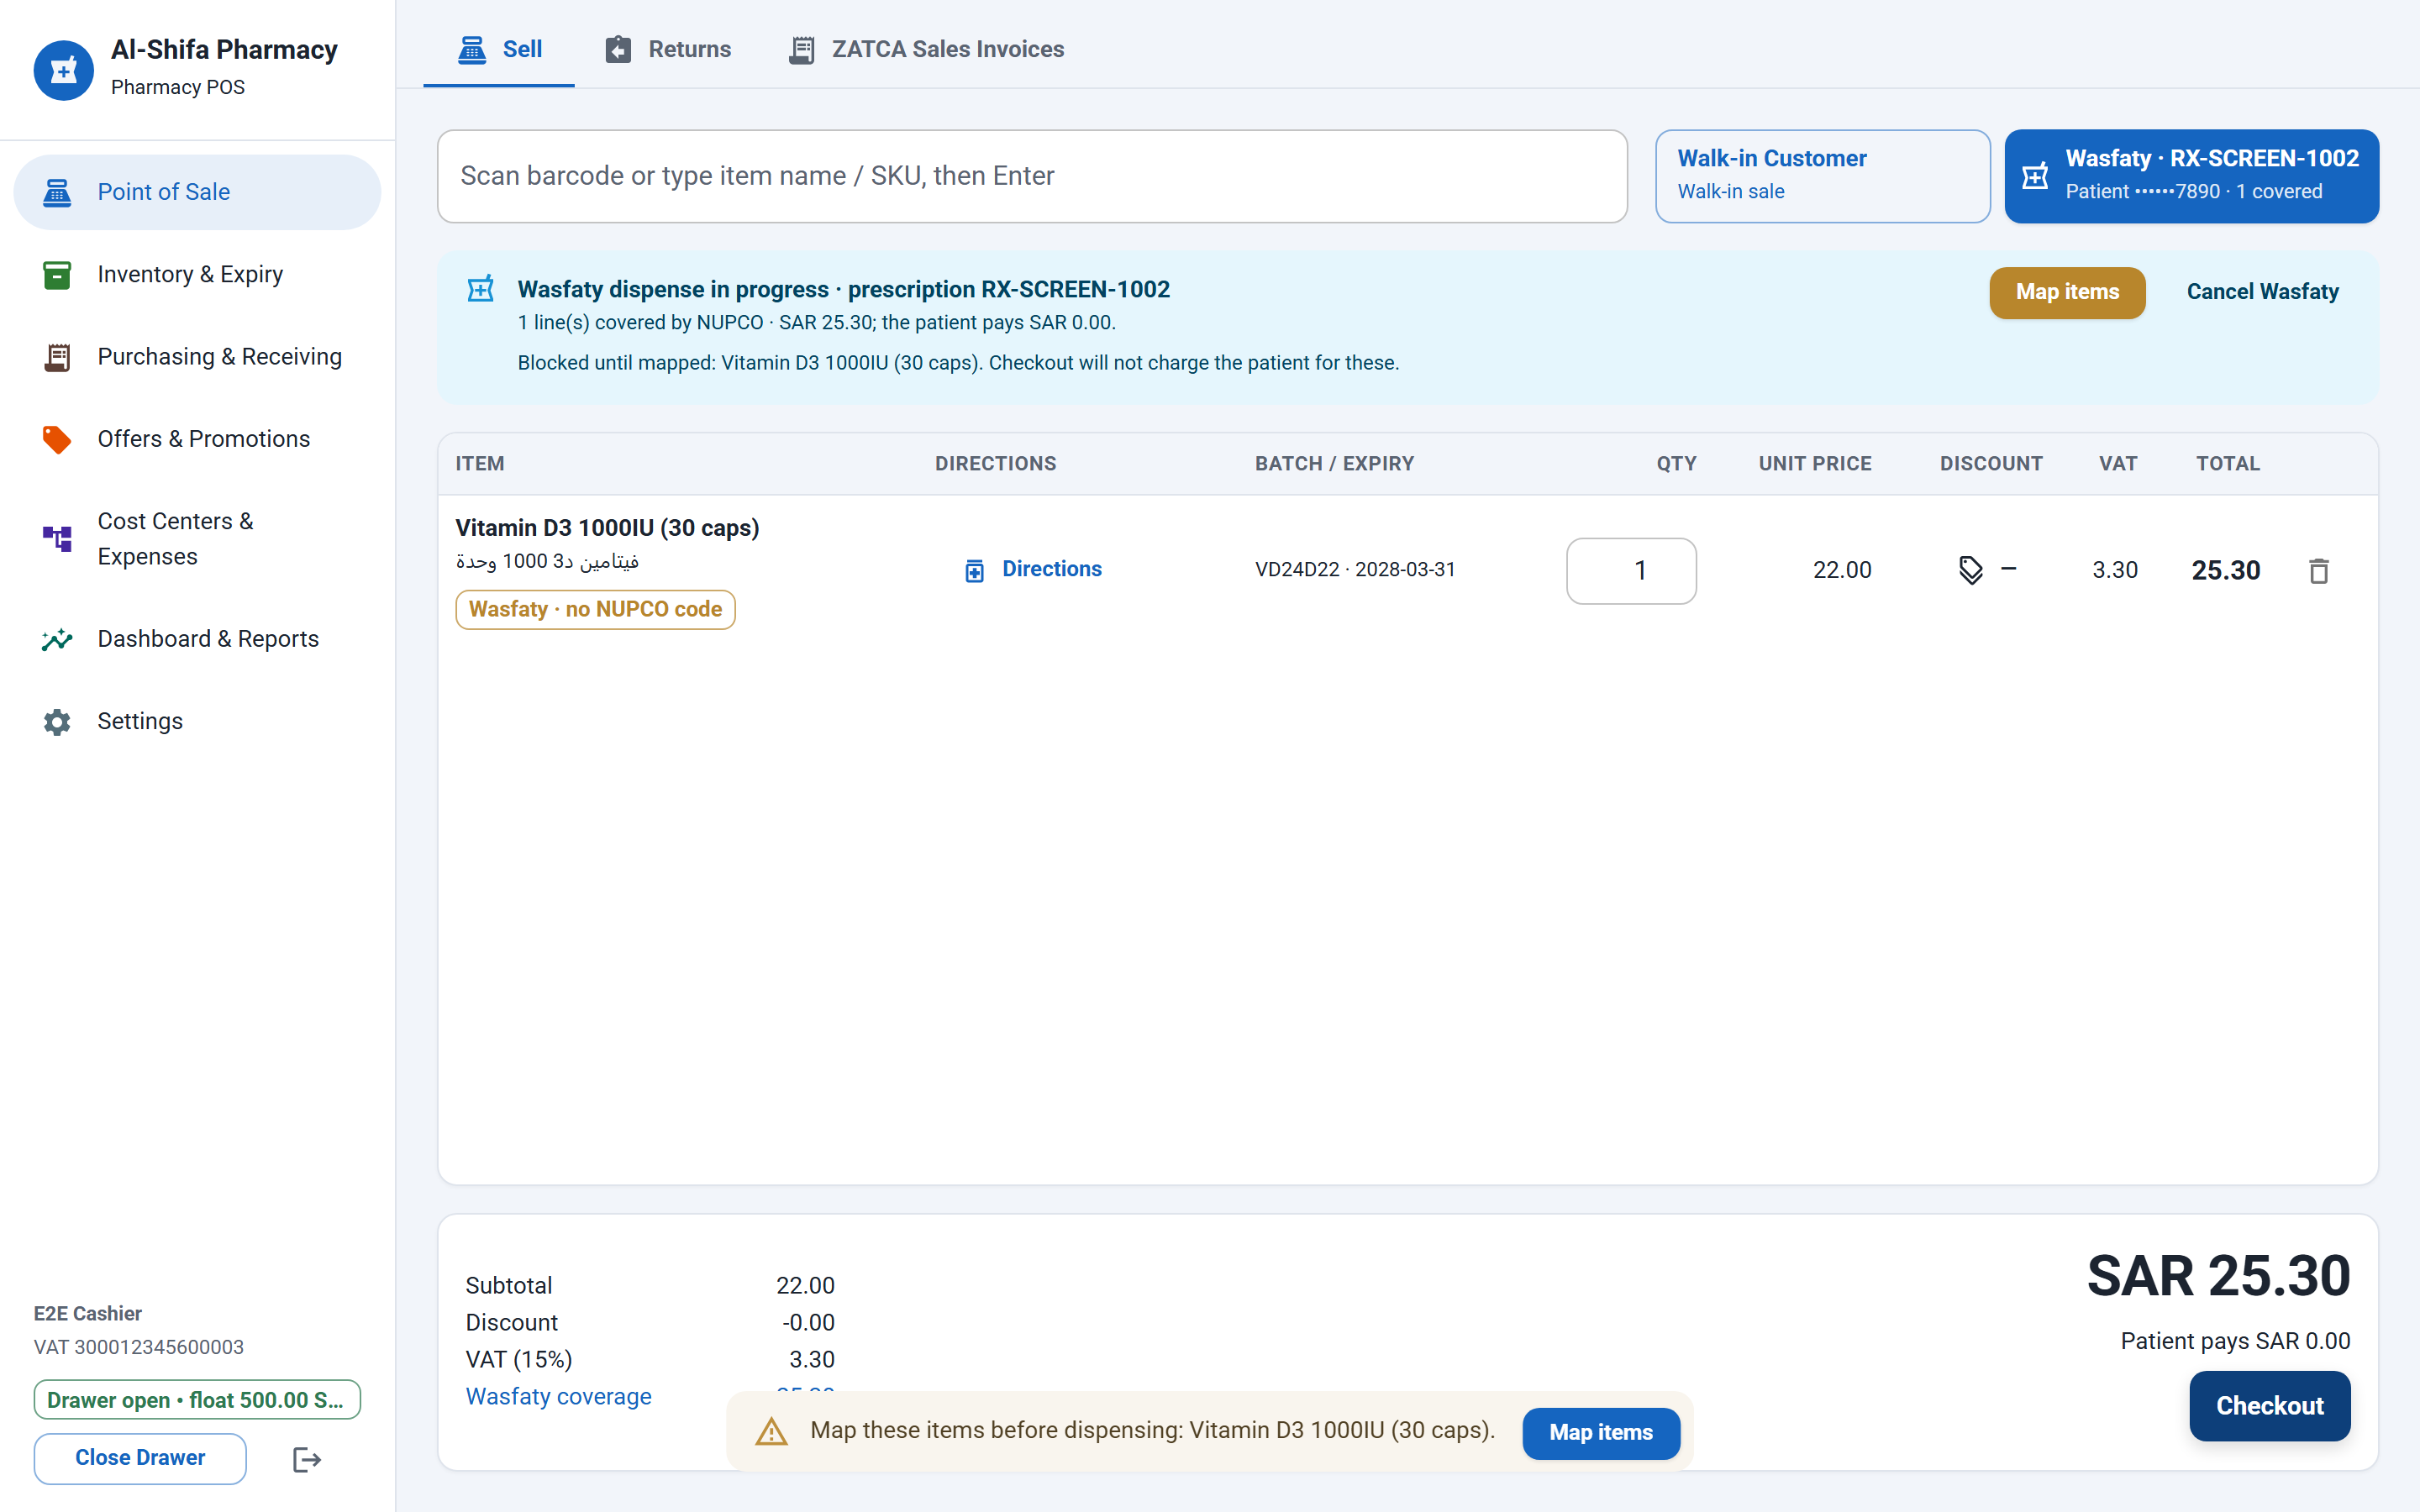 Al-Shifa Pharmacy
Pharmacy POS
Point of Sale
Inventory & Expiry
Purchasing & Receiving
Offers & Promotions
Cost Centers &
Expenses
Dashboard & Reports
Settings
E2E Cashier
VAT 300012345600003
Drawer open • float 500.00 S...
Close Drawer
Sell
Returns
ZATCA Sales Invoices
Scan barcode or type item name / SKU, then Enter
Walk-in Customer
Walk-in sale
Wasfaty · RX-SCREEN-1002
Patient ••••••7890 · 1 covered
Wasfaty dispense in progress · prescription RX-SCREEN-1002
1 line(s) covered by NUPCO · SAR 25.30; the patient pays SAR 0.00.
Blocked until mapped: Vitamin D3 1000IU (30 caps). Checkout will not charge the patient for these.
Map items
Cancel Wasfaty
ITEM DIRECTIONS BATCH / EXPIRY QTY UNIT PRICE DISCOUNT VAT TOTAL
Vitamin D3 1000IU (30 caps)
فيتامين د3 1000 وحدة
Wasfaty · no NUPCO code
Directions
VD24D22 · 2028-03-31
1
22.00
–
3.30
25.30
Subtotal 22.00
Discount -0.00
VAT (15%) 3.30
Wasfaty coverage
SAR 25.30
Patient pays SAR 0.00
Checkout
Map these items before dispensing: Vitamin D3 1000IU (30 caps).
Map items